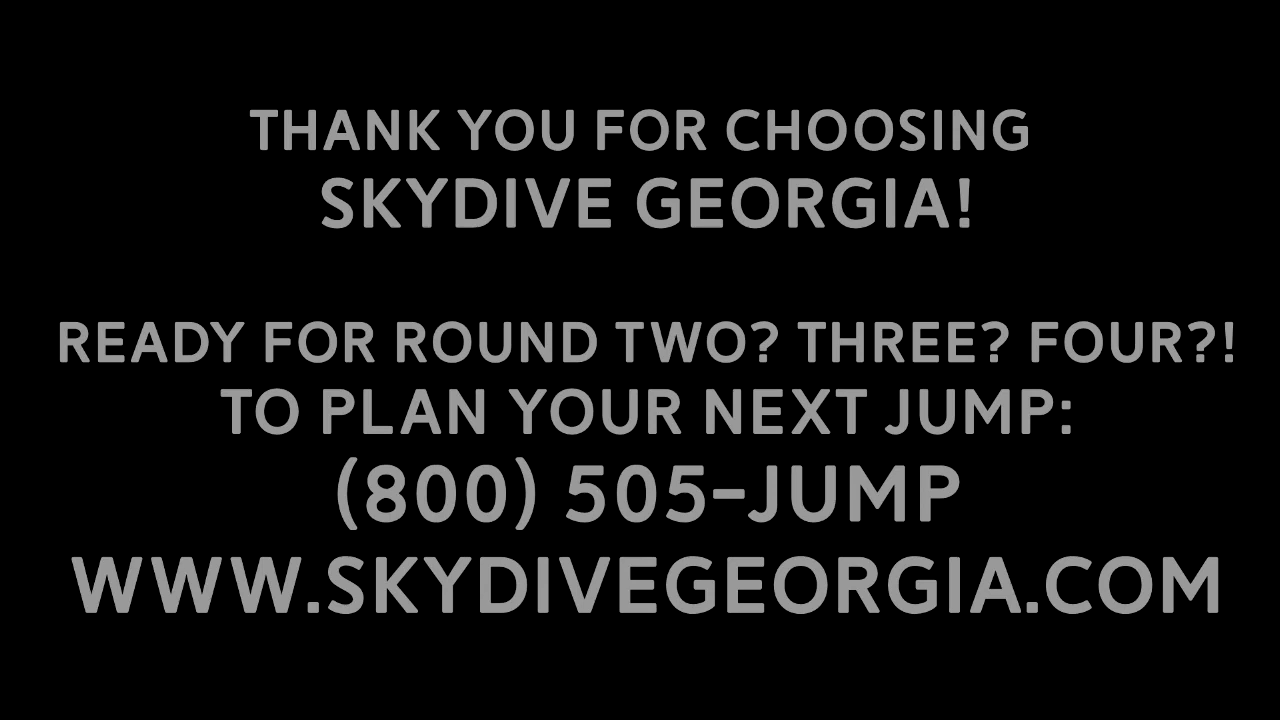 THANK YOU FOR CHOOSING
SKYDIVE GEORGIA!
READY FOR ROUND TWO? THREE? FOUR?!
TO PLAN YOUR NEXT JUMP:
(800) 505-JUMP
WWW.SKYDIVEGEORGIA.COM